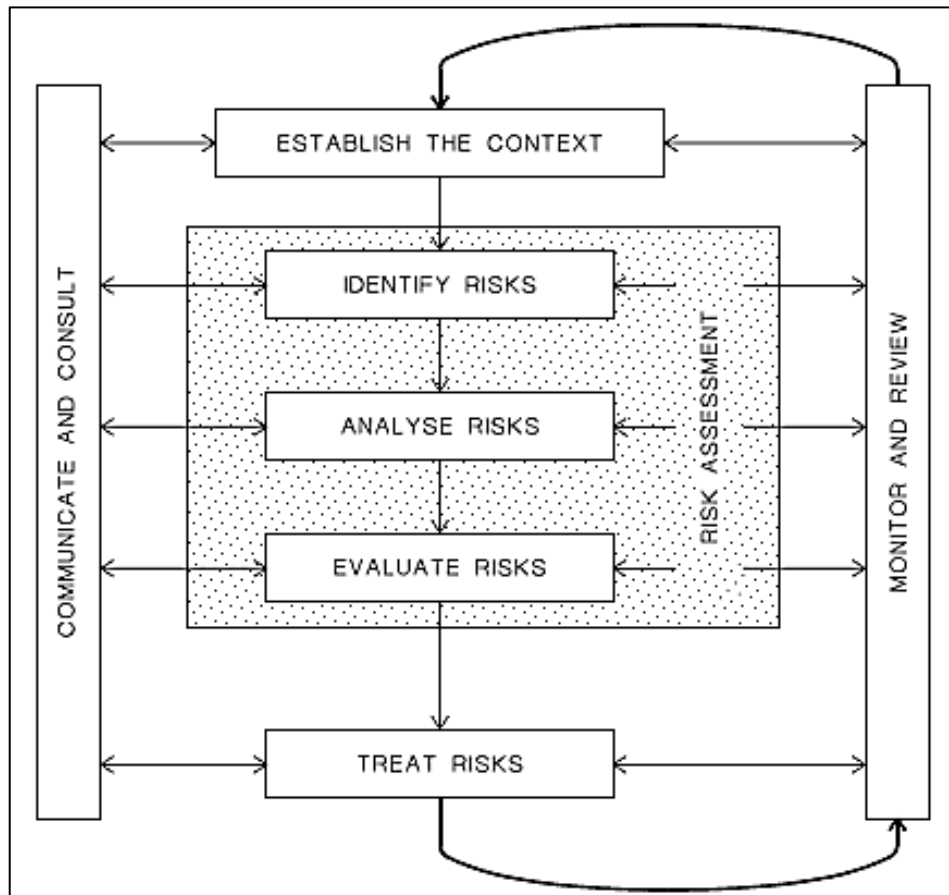 ESTABLISH THE CONTEXT
IDENTIFY RISKS
ANALYSE RISKS
EVALUATE RISKS
TREAT RISKS
COMMUNICATE AND CONSULT
RISK ASSESSMENT
MONITOR AND REVIEW